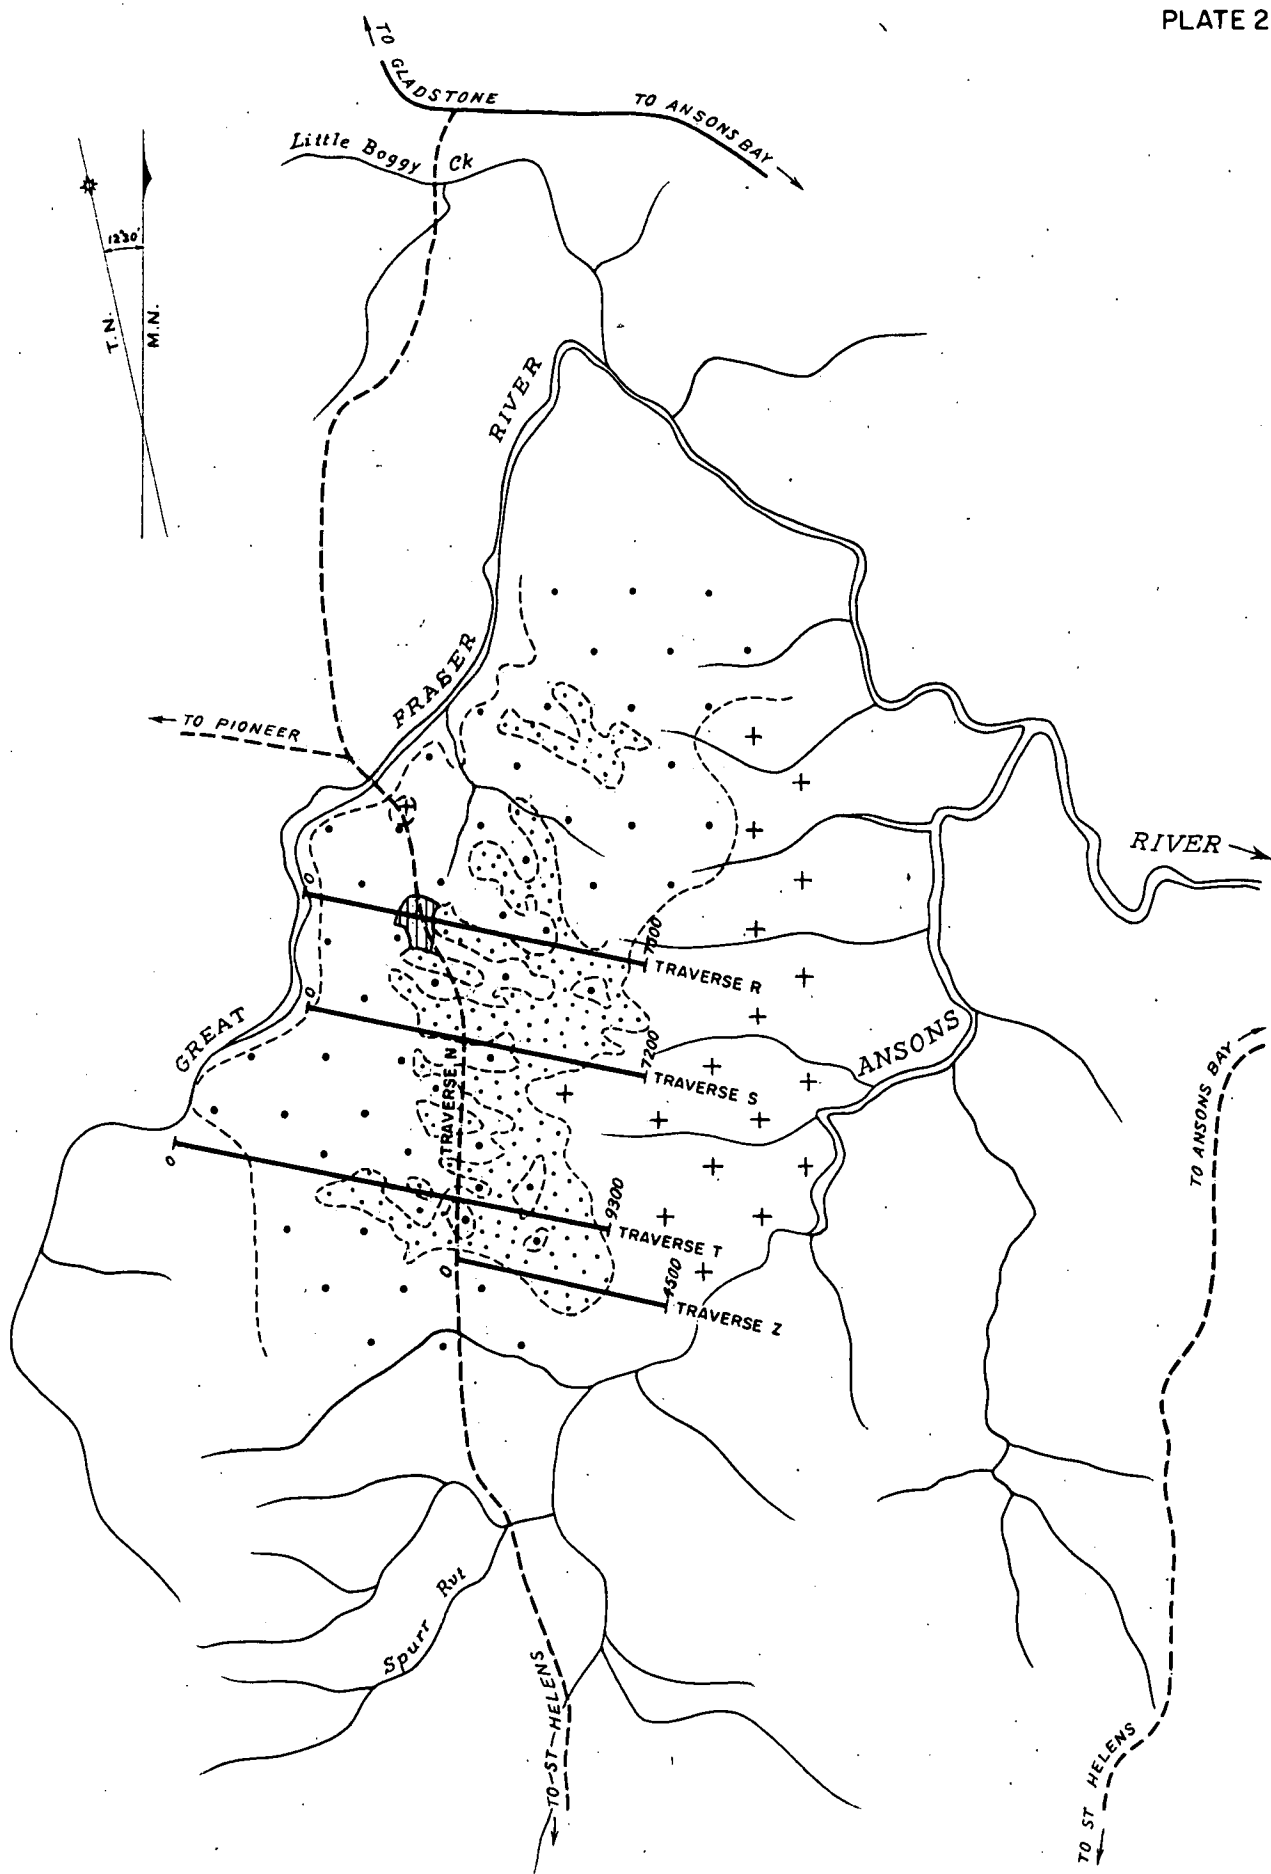 PLATE 2
TO GLADSTONE
TO ANSONS BAY
Little Boggy Ck
12°30'
T.N.
M.N.
RIVER
FRASER
GREAT
TO PIONEER
RIVER
ANSONS
0
TRAVERSE R
0
7200
TRAVERSE S
TRAVERSE N
0
9300
TRAVERSE T
0
4500
TRAVERSE Z
TO ANSONS BAY
Spurr Rvt
TO ST HELENS
TO ST HELENS